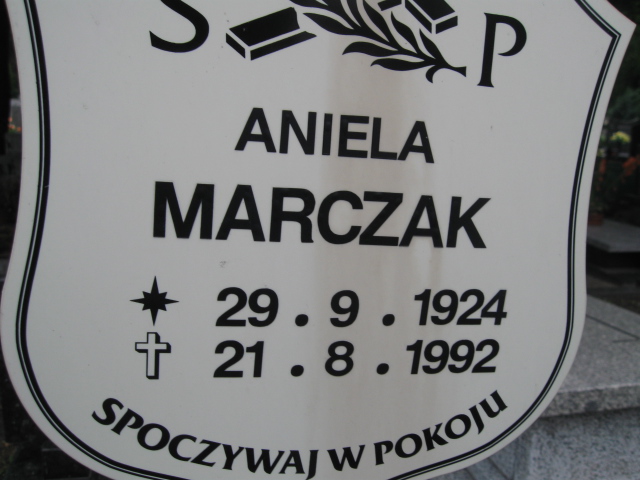 S P
ANIELA
MARCZAK
29.9.1924
21.8.1992
SPOCZYWAJ W POKOJU